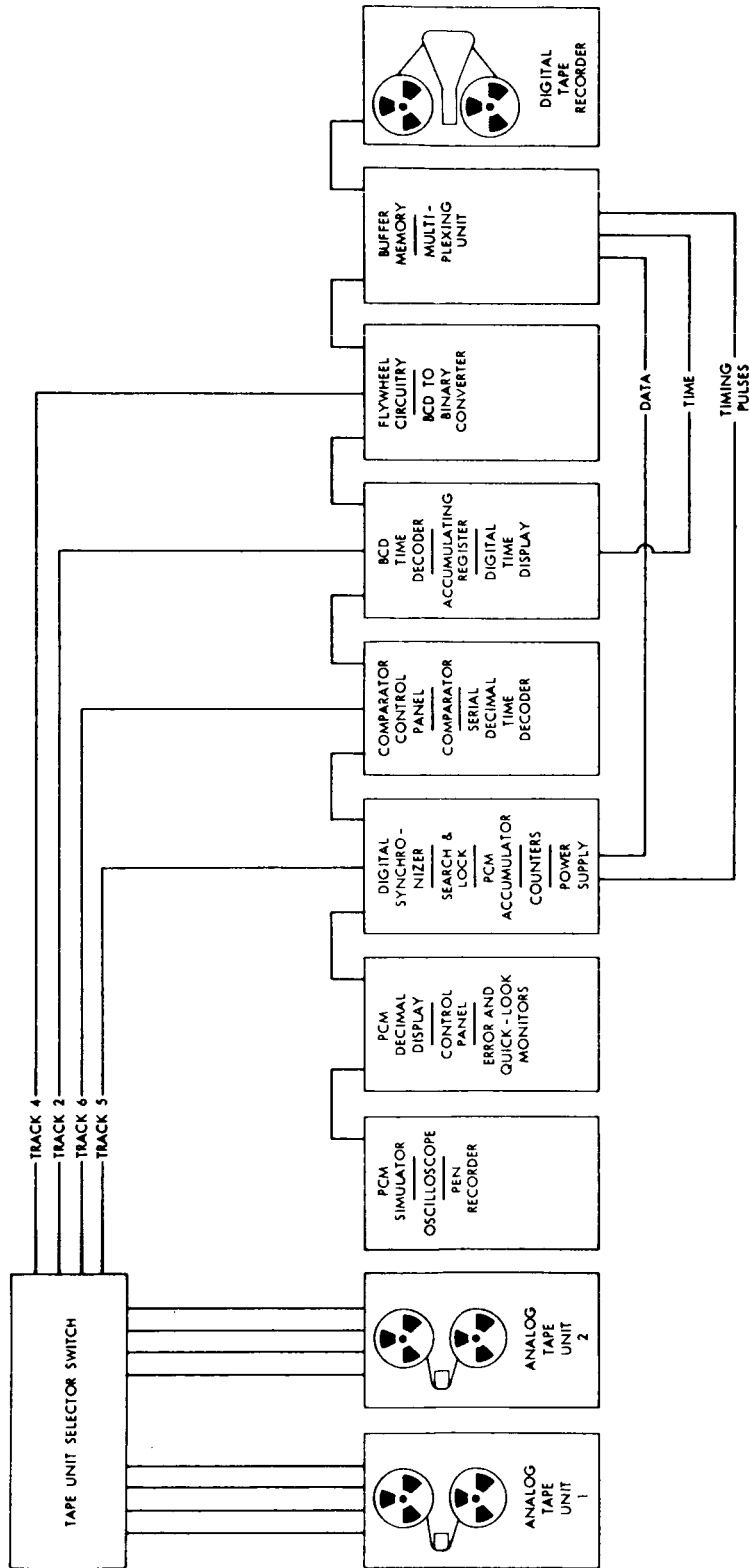 TAPE UNIT SELECTOR SWITCH
TRACK 4
TRACK 2
TRACK 6
TRACK 5
ANALOG
TAPE
UNIT
1
ANALOG
TAPE
UNIT
2
PCM
SIMULATOR
OSCILLOSCOPE
PEN
RECORDER
PCM
DECIMAL
DISPLAY
CONTROL
PANEL
ERROR AND
QUICK-LOOK
MONITORS
DIGITAL
SYNCHRO-
NIZER
SEARCH &
LOCK
PCM
ACCUMULATOR
COUNTERS
POWER
SUPPLY
COMPARATOR
CONTROL
PANEL
COMPARATOR
SERIAL
DECIMAL
TIME
DECODER
BCD
TIME
DECODER
ACCUMULATING
REGISTER
DIGITAL
TIME
DISPLAY
FLYWHEEL
CIRCUITRY
BCD TO
BINARY
CONVERTER
BUFFER
MEMORY
MULTI-
PLEXING
UNIT
DIGITAL
TAPE
RECORDER
DATA
TIME
TIMING
PULSES